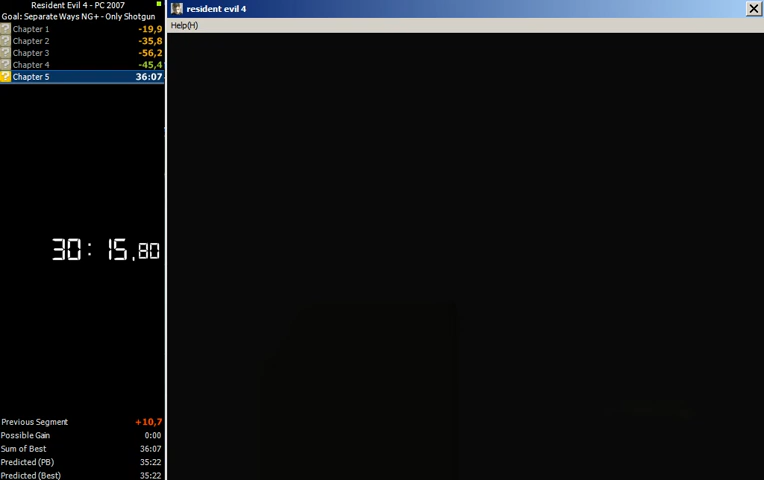 Resident Evil 4 - PC 2007
Goal: Separate Ways NG+ - Only Shotgun
Chapter 1 -19,9
Chapter 2 -35,8
Chapter 3 -56,2
Chapter 4 -45,4
Chapter 5 36:07
30:15.80
Previous Segment +10,7
Possible Gain 0:00
Sum of Best 36:07
Predicted (PB) 35:22
Predicted (Best) 35:22
resident evil 4
Help(H)